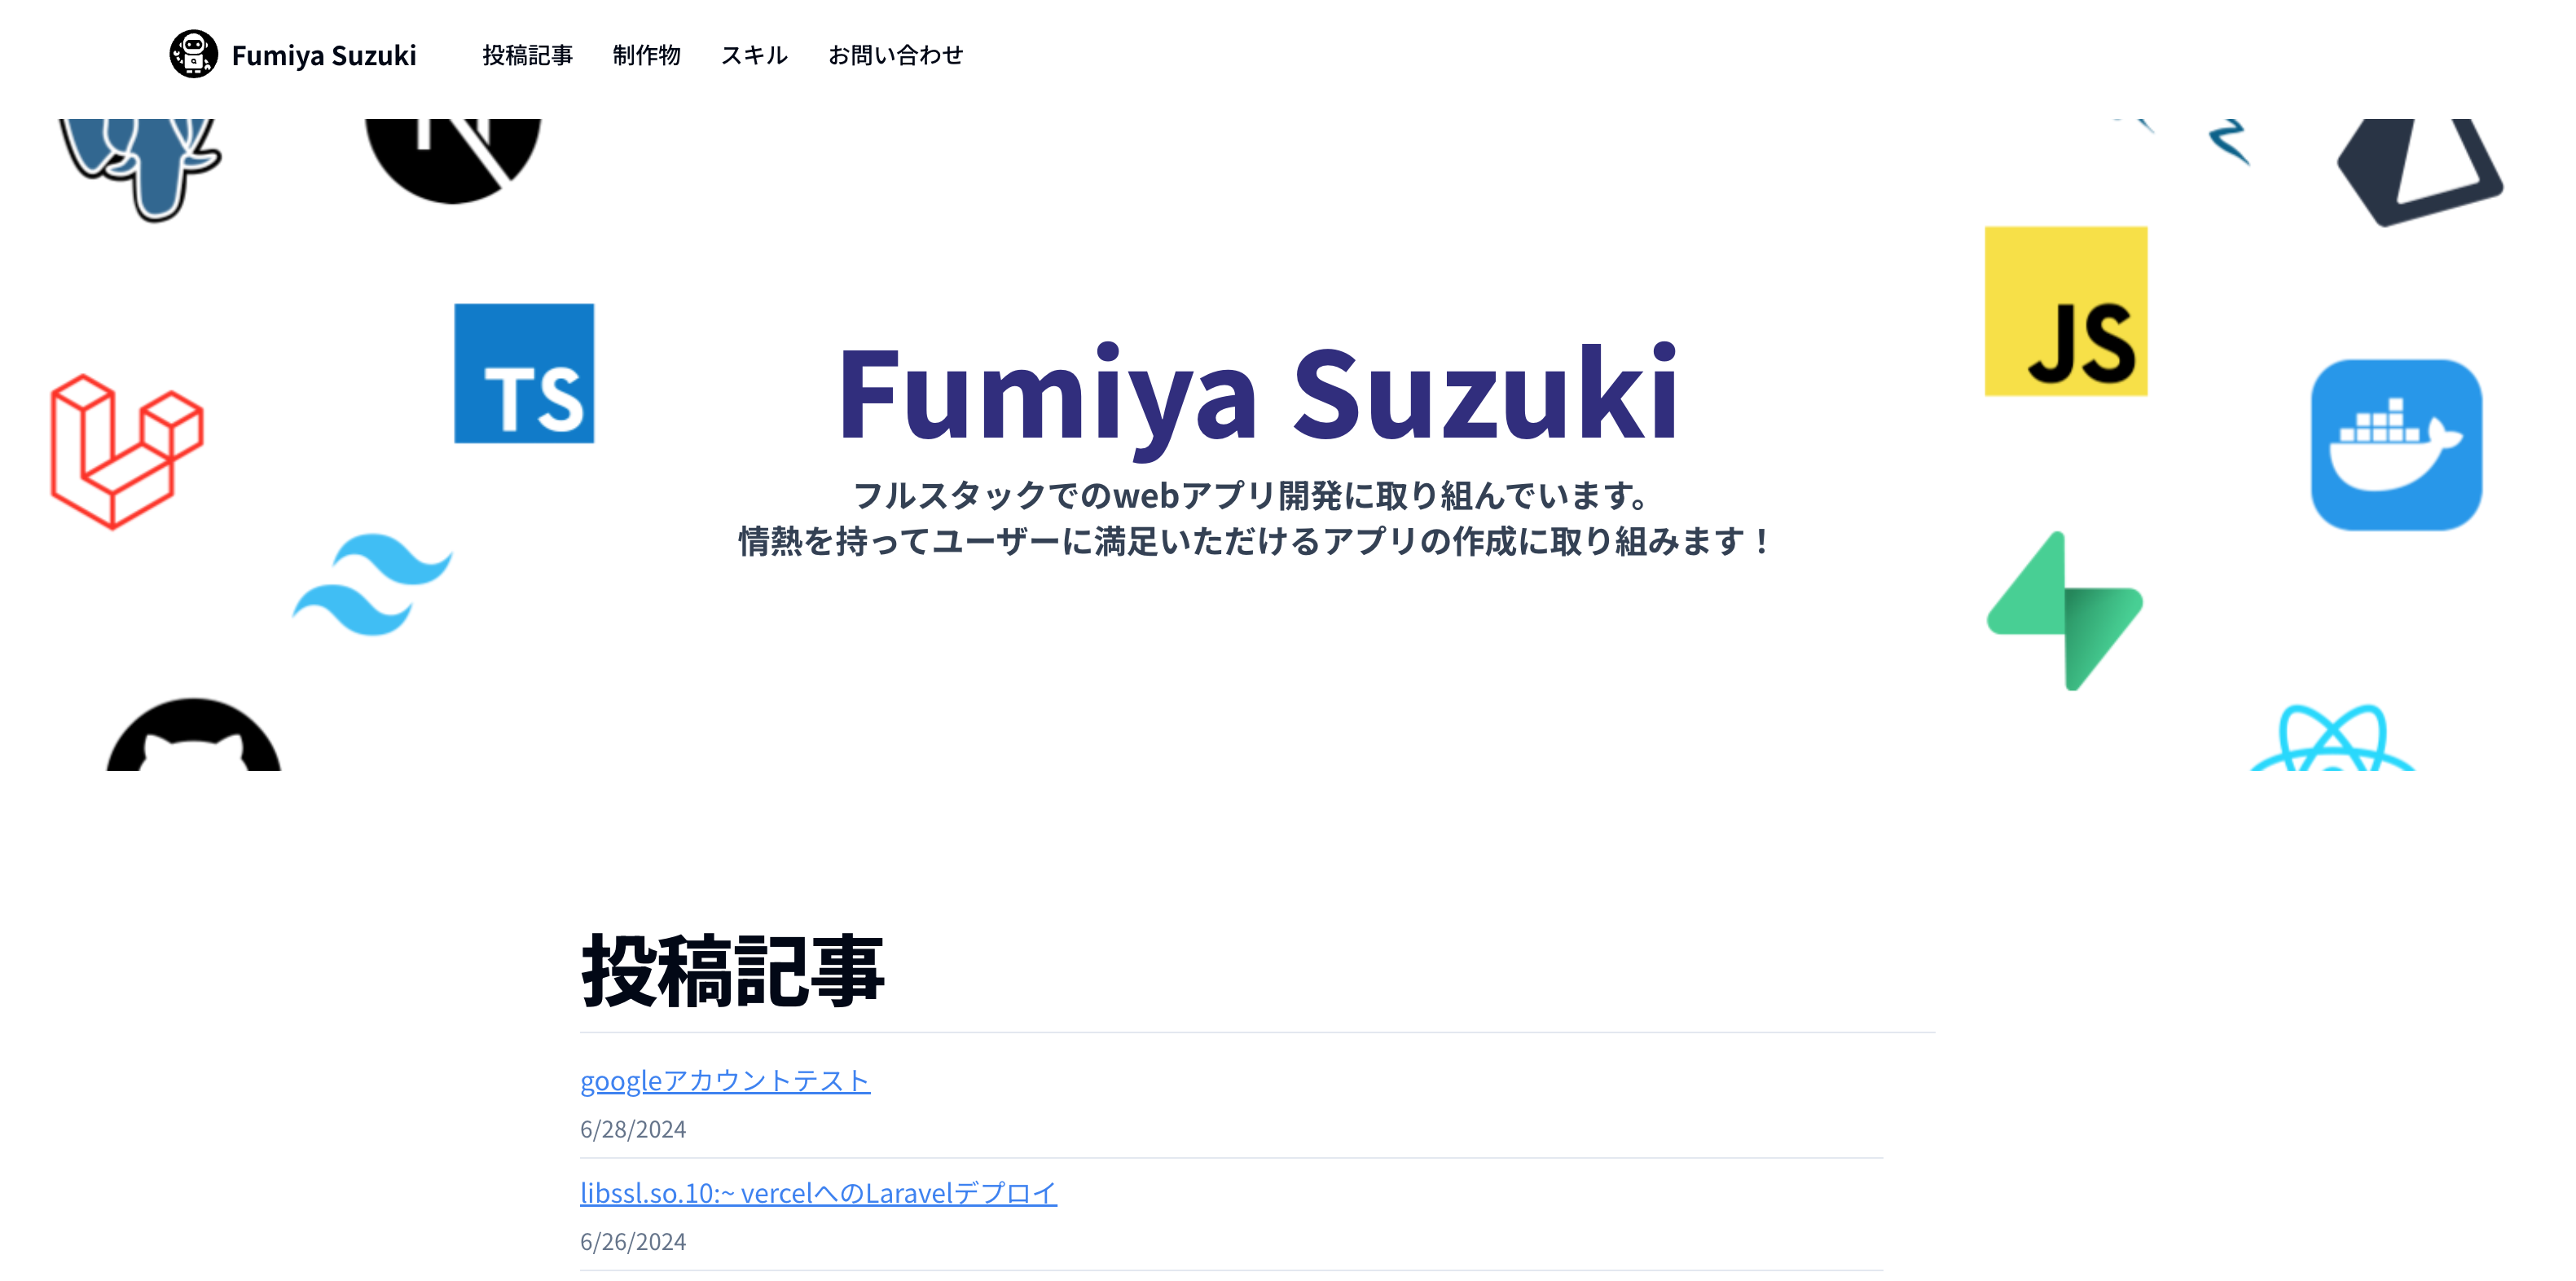 Fumiya Suzuki
投稿記事 制作物 スキル お問い合わせ
TS
JS
Fumiya Suzuki
フルスタックでのwebアプリ開発に取り組んでいます。
情熱を持ってユーザーに満足いただけるアプリの作成に取り組みます！
投稿記事
googleアカウントテスト
6/28/2024
libssl.so.10:~ vercelへのLaravelデプロイ
6/26/2024